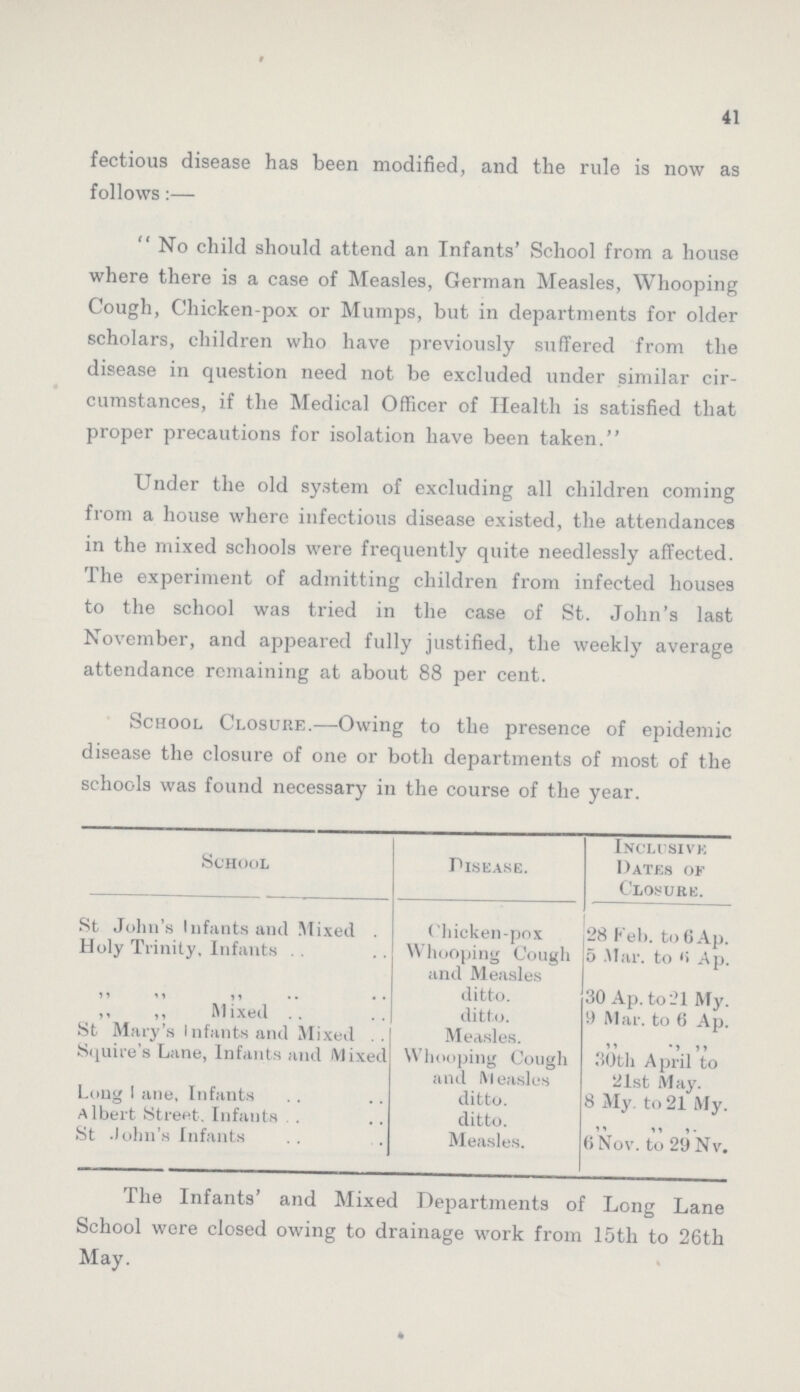 41
fectious disease has been modified, and the rule is now as
follows:—
" No child should attend an Infants' School from a house
where there is a case of Measles, German Measles, Whooping
Cough, Chicken-pox or Mumps, but in departments for older
scholars, children who have previously suffered from the
disease in question need not be excluded under similar cir-
cumstances, if the Medical Officer of Health is satisfied that
proper precautions for isolation have been taken."
Under the old system of excluding all children coming
from a house where infectious disease existed, the attendances
in the mixed schools were frequently quite needlessly affected.
The experiment of admitting children from infected houses
to the school was tried in the case of St. John's last
November, and appeared fully justified, the weekly average
attendance remaining at about 88 per cent.
School Closure.—Owing to the presence of epidemic
disease the closure of one or both departments of most of the
schools was found necessary in the course of the year.
School Disease. Inclusive Dates of Closure.
St John's Infants and Mixed . Chicken-pox 28 Feb. to 6 Ap.
Holy Trinity, Infants .. .. Whooping Cough 5 Mar. to 6 Ap.
and Measles
,, ,, ,, .. .. ditto. 30 Ap. to 21 My.
,, ,, Mixed .. .. ditto. 9 Mar. to 6 Ap.
St Mary's Infants and Mixed .. Measles. ,, ,, ,,
Squire's Lane, Infants and Mixed Whooping Cough 30th April to
and Measles 21st May.
Long Lane, Infants .. .. ditto. 8 My. to 21 My.
Albert Street. Infants .. .. ditto. ,, ,, ,,
St John's Infants .. .. Measles. 6 Nov. to 29 Nv.
The Infants' and Mixed Departments of Long Lane
School were closed owing to drainage work from 15th to 26th
May.